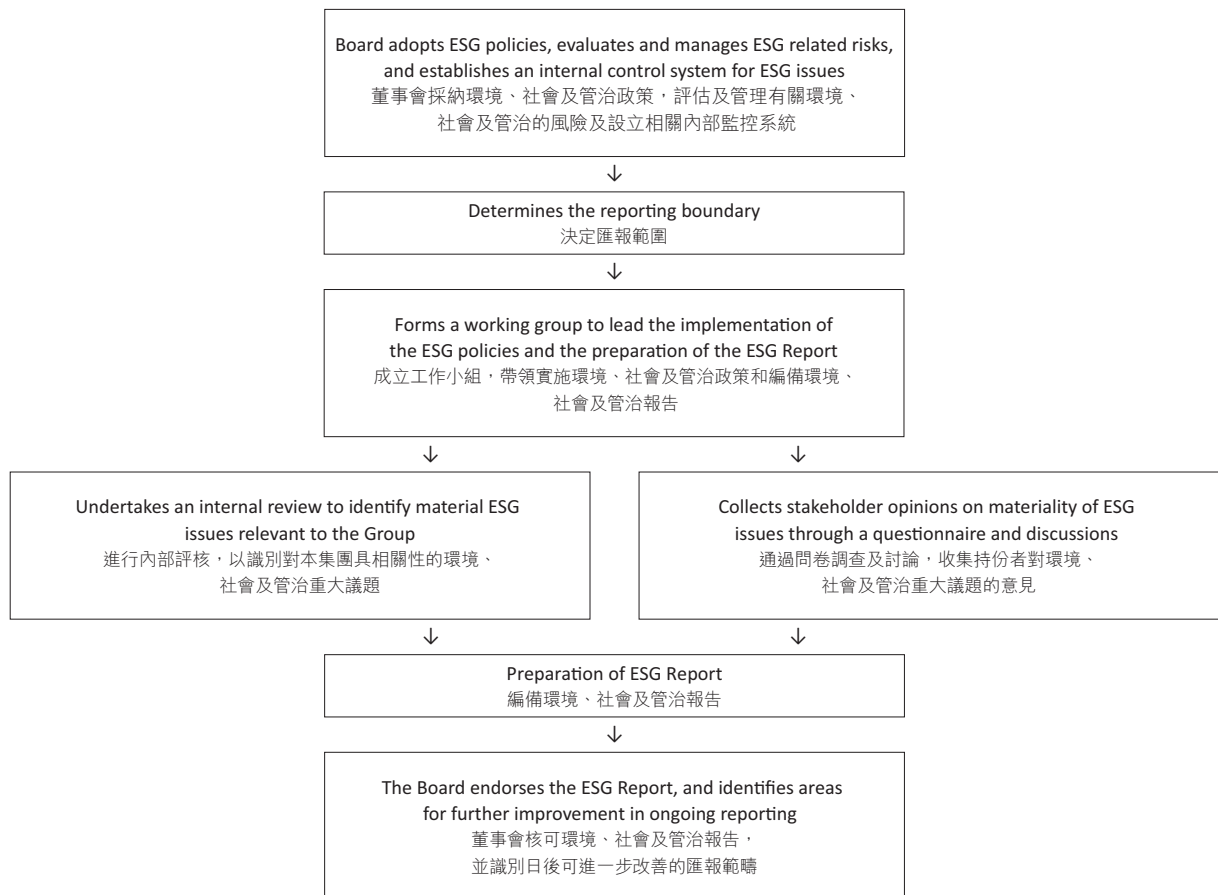 Board adopts ESG policies, evaluates and manages ESG related risks,
and establishes an internal control system for ESG issues
董事會採納環境、社會及管治政策，評估及管理有關環境、
社會及管治的風險及設立相關內部監控系統
↓
Determines the reporting boundary
決定匯報範圍
↓
Forms a working group to lead the implementation of
the ESG policies and the preparation of the ESG Report
成立工作小組，帶領實施環境、社會及管治政策和編備環境、
社會及管治報告
↓ ↓
Undertakes an internal review to identify material ESG
issues relevant to the Group
進行內部評核，以識別對本集團具相關性的環境、
社會及管治重大議題
Collects stakeholder opinions on materiality of ESG
issues through a questionnaire and discussions
通過問卷調查及討論，收集持份者對環境、
社會及管治重大議題的意見
↓ ↓
Preparation of ESG Report
編備環境、社會及管治報告
↓
The Board endorses the ESG Report, and identifies areas
for further improvement in ongoing reporting
董事會核可環境、社會及管治報告，
並識別日後可進一步改善的匯報範疇